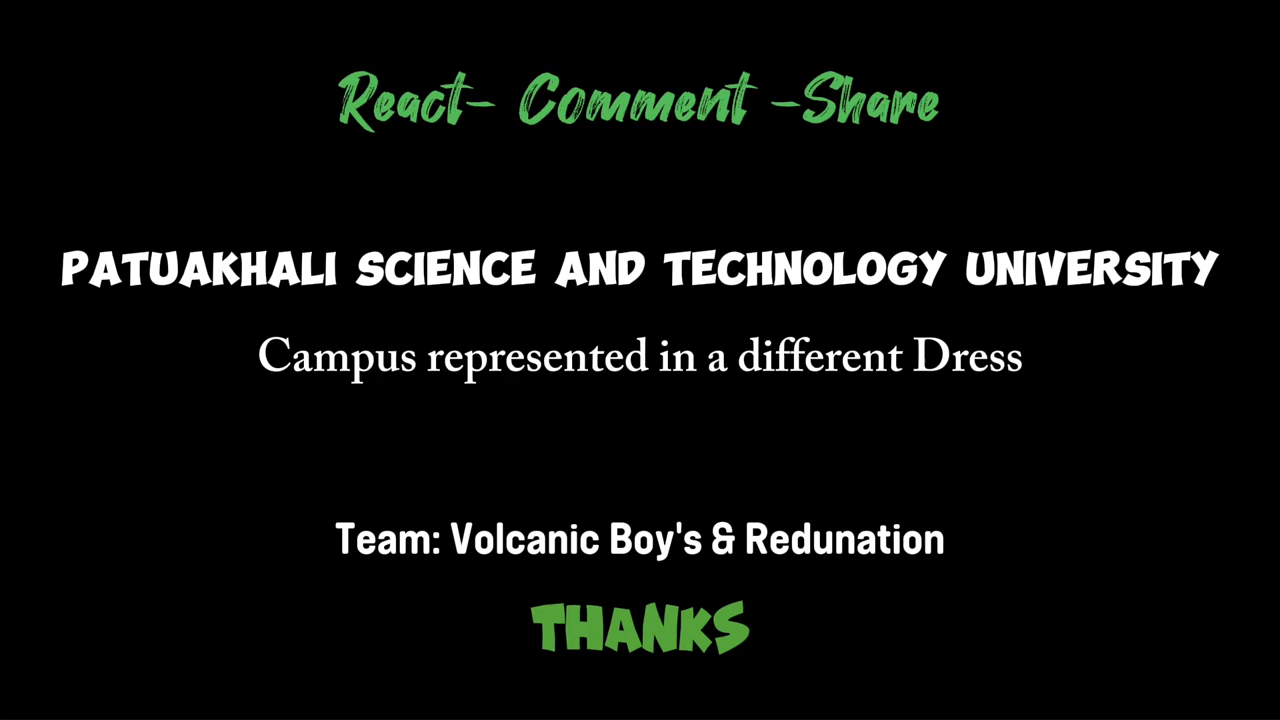 React- Comment -Share
PATUAKHALI SCIENCE AND TECHNOLOGY UNIVERSITY
Campus represented in a different Dress
Team: Volcanic Boy's & Redunation
THANKS